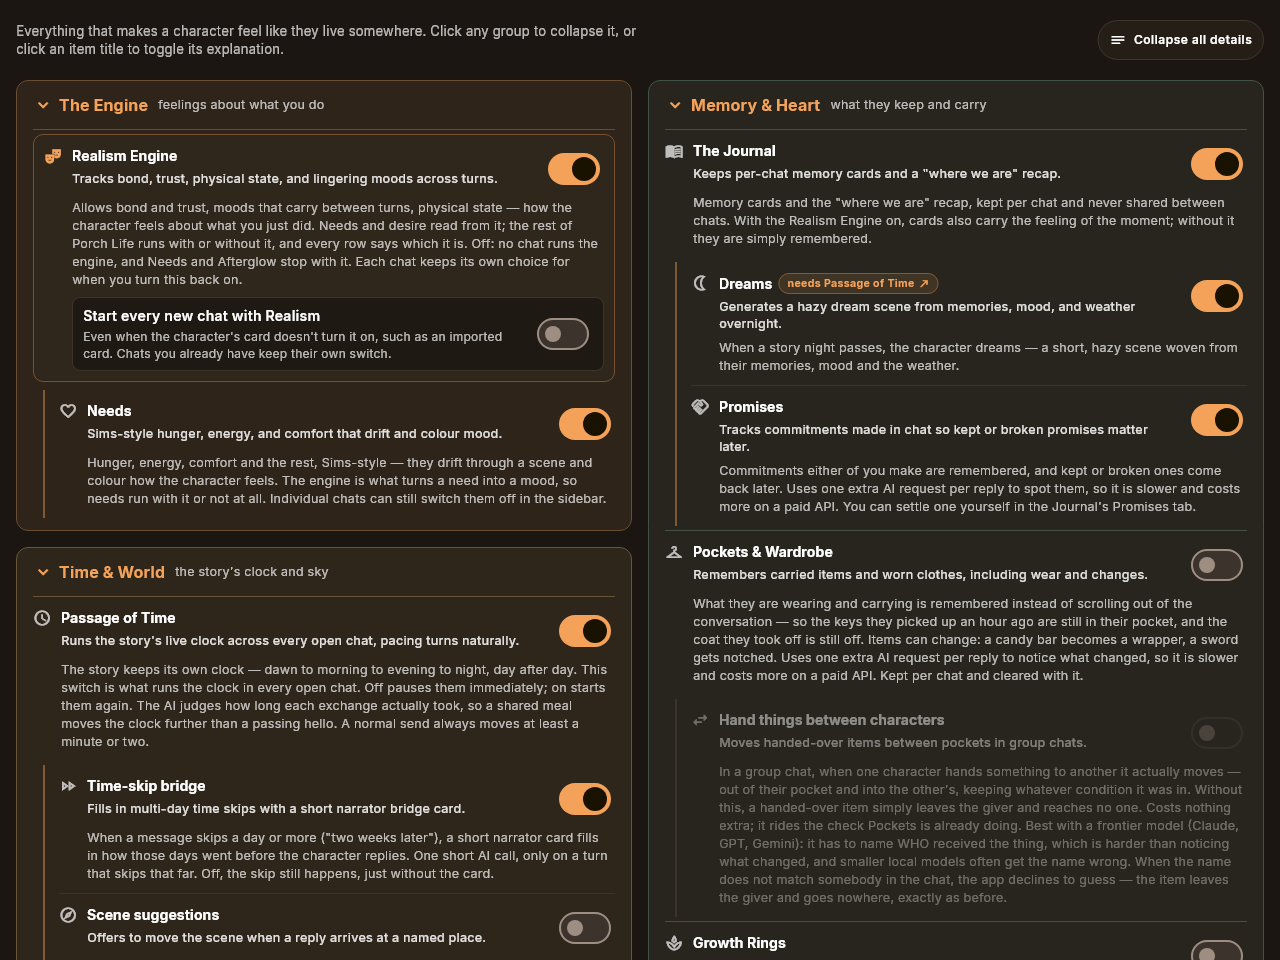 Everything that makes a character feel like they live somewhere. Click any group to collapse it, or
click an item title to toggle its explanation.
Collapse all details
The Engine feelings about what you do
Realism Engine
Tracks bond, trust, physical state, and lingering moods across turns.
Allows bond and trust, moods that carry between turns, physical state — how the
character feels about what you just did. Needs and desire read from it; the rest of
Porch Life runs with or without it, and every row says which it is. Off: no chat runs the
engine, and Needs and Afterglow stop with it. Each chat keeps its own choice for
when you turn this back on.
Start every new chat with Realism
Even when the character's card doesn't turn it on, such as an imported
card. Chats you already have keep their own switch.
Needs
Sims-style hunger, energy, and comfort that drift and colour mood.
Hunger, energy, comfort and the rest, Sims-style — they drift through a scene and
colour how the character feels. The engine is what turns a need into a mood, so
needs run with it or not at all. Individual chats can still switch them off in the sidebar.
Time & World the story's clock and sky
Passage of Time
Runs the story's live clock across every open chat, pacing turns naturally.
The story keeps its own clock — dawn to morning to evening to night, day after day. This
switch is what runs the clock in every open chat. Off pauses them immediately; on starts
them again. The AI judges how long each exchange actually took, so a shared meal
moves the clock further than a passing hello. A normal send always moves at least a
minute or two.
Time-skip bridge
Fills in multi-day time skips with a short narrator bridge card.
When a message skips a day or more ("two weeks later"), a short narrator card fills
in how those days went before the character replies. One short AI call, only on a turn
that skips that far. Off, the skip still happens, just without the card.
Scene suggestions
Offers to move the scene when a reply arrives at a named place.
Memory & Heart what they keep and carry
The Journal
Keeps per-chat memory cards and a "where we are" recap.
Memory cards and the "where we are" recap, kept per chat and never shared between
chats. With the Realism Engine on, cards also carry the feeling of the moment; without it
they are simply remembered.
Dreams needs Passage of Time ↗
Generates a hazy dream scene from memories, mood, and weather
overnight.
When a story night passes, the character dreams — a short, hazy scene woven from
their memories, mood and the weather.
Promises
Tracks commitments made in chat so kept or broken promises matter
later.
Commitments either of you make are remembered, and kept or broken ones come
back later. Uses one extra AI request per reply to spot them, so it is slower and costs
more on a paid API. You can settle one yourself in the Journal's Promises tab.
Pockets & Wardrobe
Remembers carried items and worn clothes, including wear and changes.
What they are wearing and carrying is remembered instead of scrolling out of the
conversation — so the keys they picked up an hour ago are still in their pocket, and the
coat they took off is still off. Items can change: a candy bar becomes a wrapper, a sword
gets notched. Uses one extra AI request per reply to notice what changed, so it is slower
and costs more on a paid API. Kept per chat and cleared with it.
Hand things between characters
Moves handed-over items between pockets in group chats.
In a group chat, when one character hands something to another it actually moves —
out of their pocket and into the other's, keeping whatever condition it was in. Without
this, a handed-over item simply leaves the giver and reaches no one. Costs nothing
extra; it rides the check Pockets is already doing. Best with a frontier model (Claude,
GPT, Gemini): it has to name WHO received the thing, which is harder than noticing
what changed, and smaller local models often get the name wrong. When the name
does not match somebody in the chat, the app declines to guess — the item leaves
the giver and goes nowhere, exactly as before.
Growth Rings